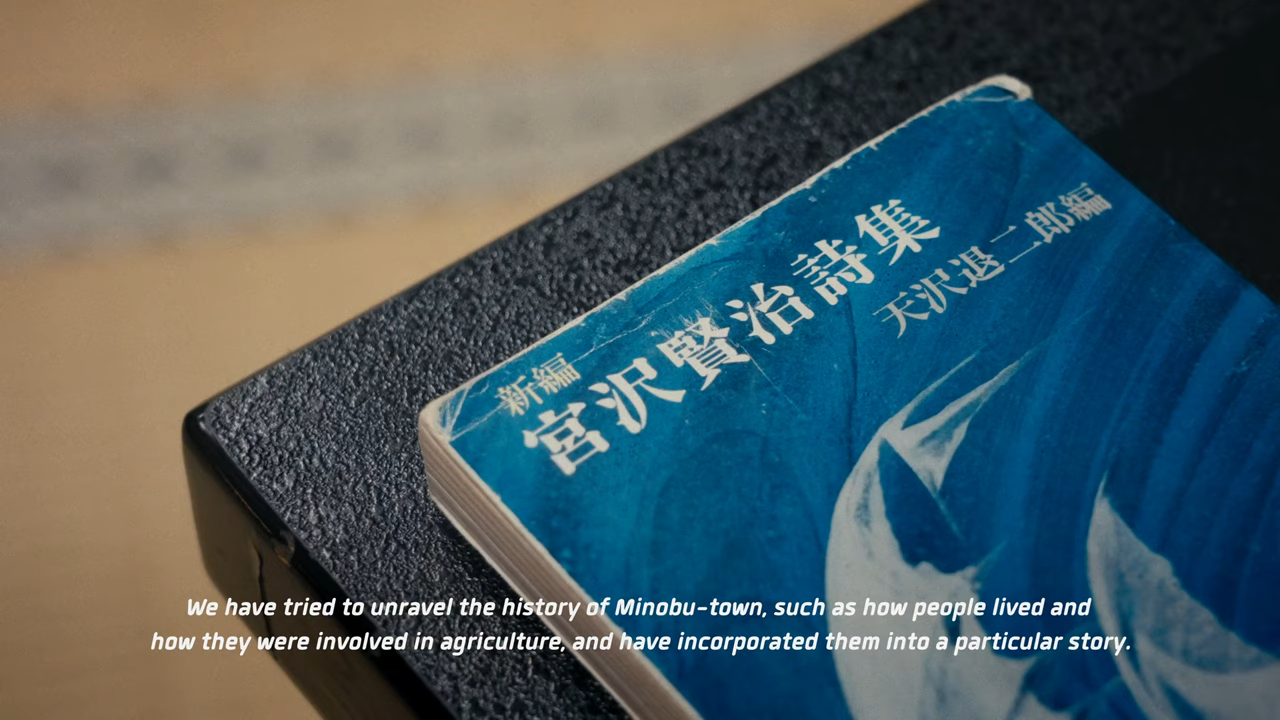 新編
宮沢賢治詩集
天沢退二郎編
We have tried to unravel the history of Minobu-town, such as how people lived and
how they were involved in agriculture, and have incorporated them into a particular story.